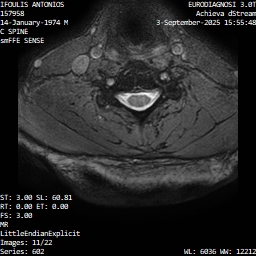 IFOULIS ANTONIOS
157958
14-January-1974 M
C SPINE
smFFE SENSE
EURODIAGNOSI 3.0T
Achieva dStream
3-September-2025 15:55:48
ST: 3.00 SL: 60.81
RT: 0.00 ET: 0.00
FS: 3.00
MR
LittleEndianExplicit
Images: 11/22
Series: 602
WL: 6036 WW: 12212